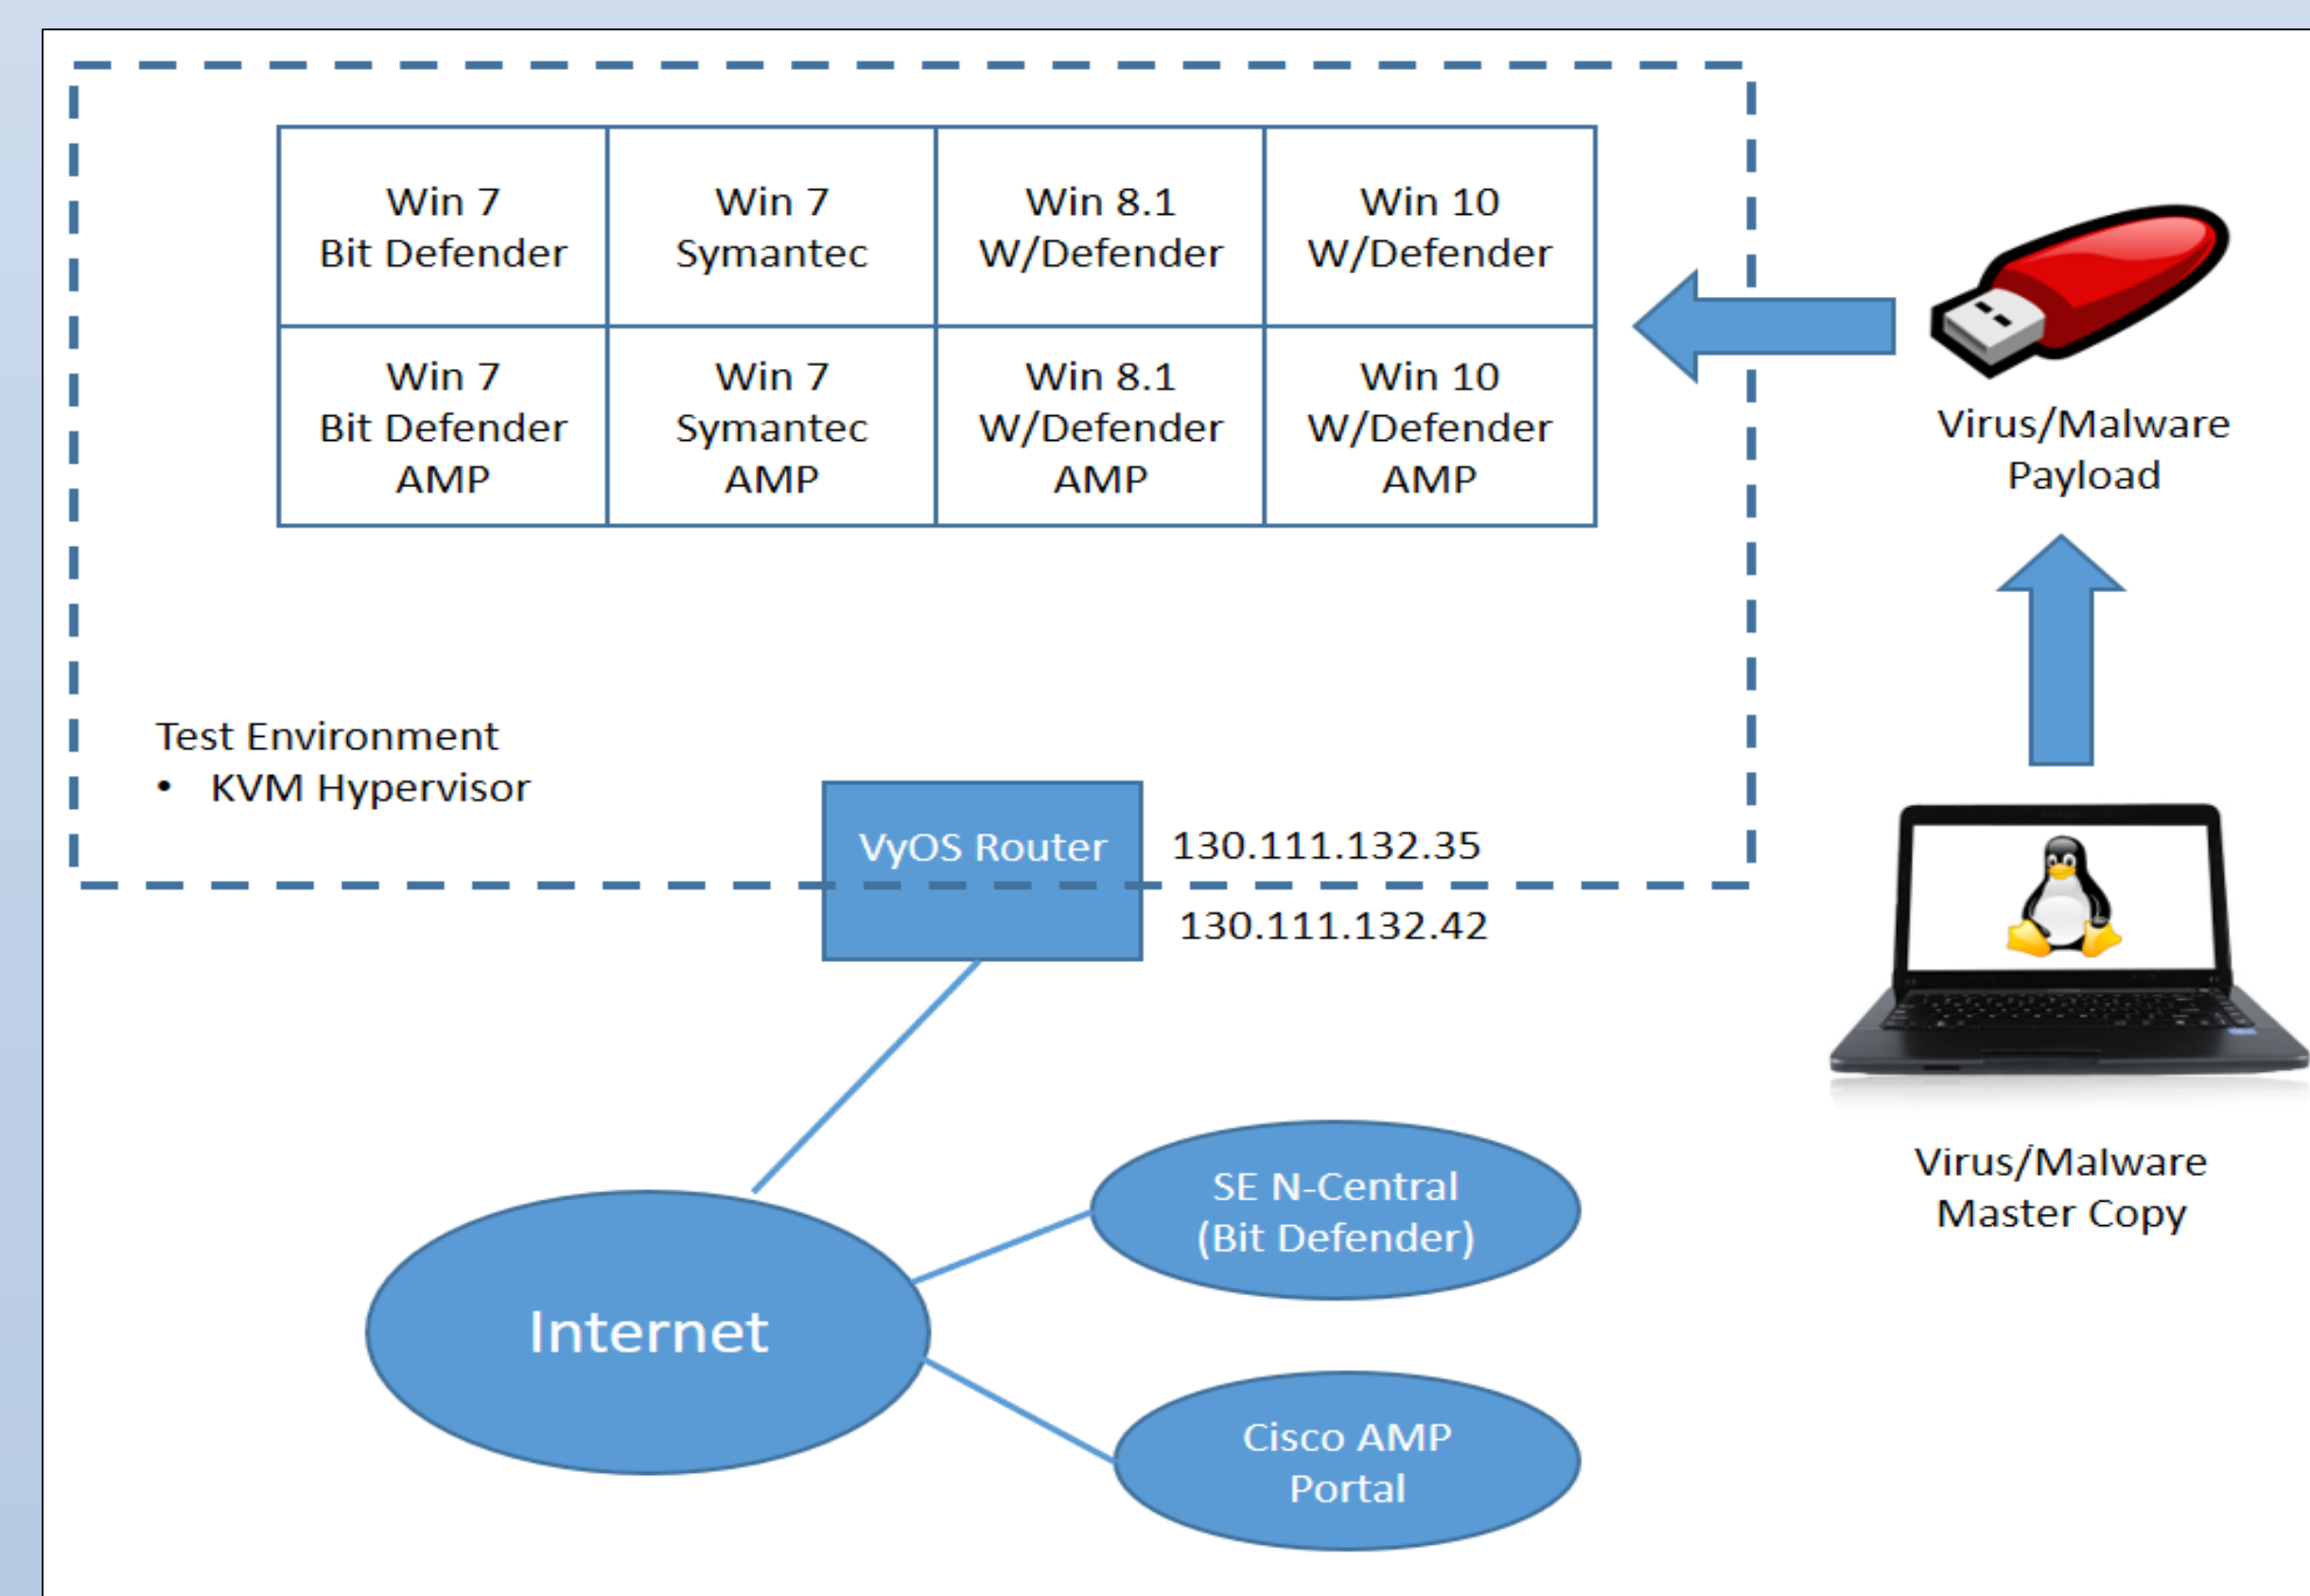 Win 7
Bit Defender
Win 7
Symantec
Win 8.1
W/Defender
Win 10
W/Defender
Win 7
Bit Defender
AMP
Win 7
Symantec
AMP
Win 8.1
W/Defender
AMP
Win 10
W/Defender
AMP
Virus/Malware
Payload
Test Environment
• KVM Hypervisor
VyOS Router
130.111.132.35
130.111.132.42
Virus/Malware
Master Copy
SE N-Central
(Bit Defender)
Internet
Cisco AMP
Portal